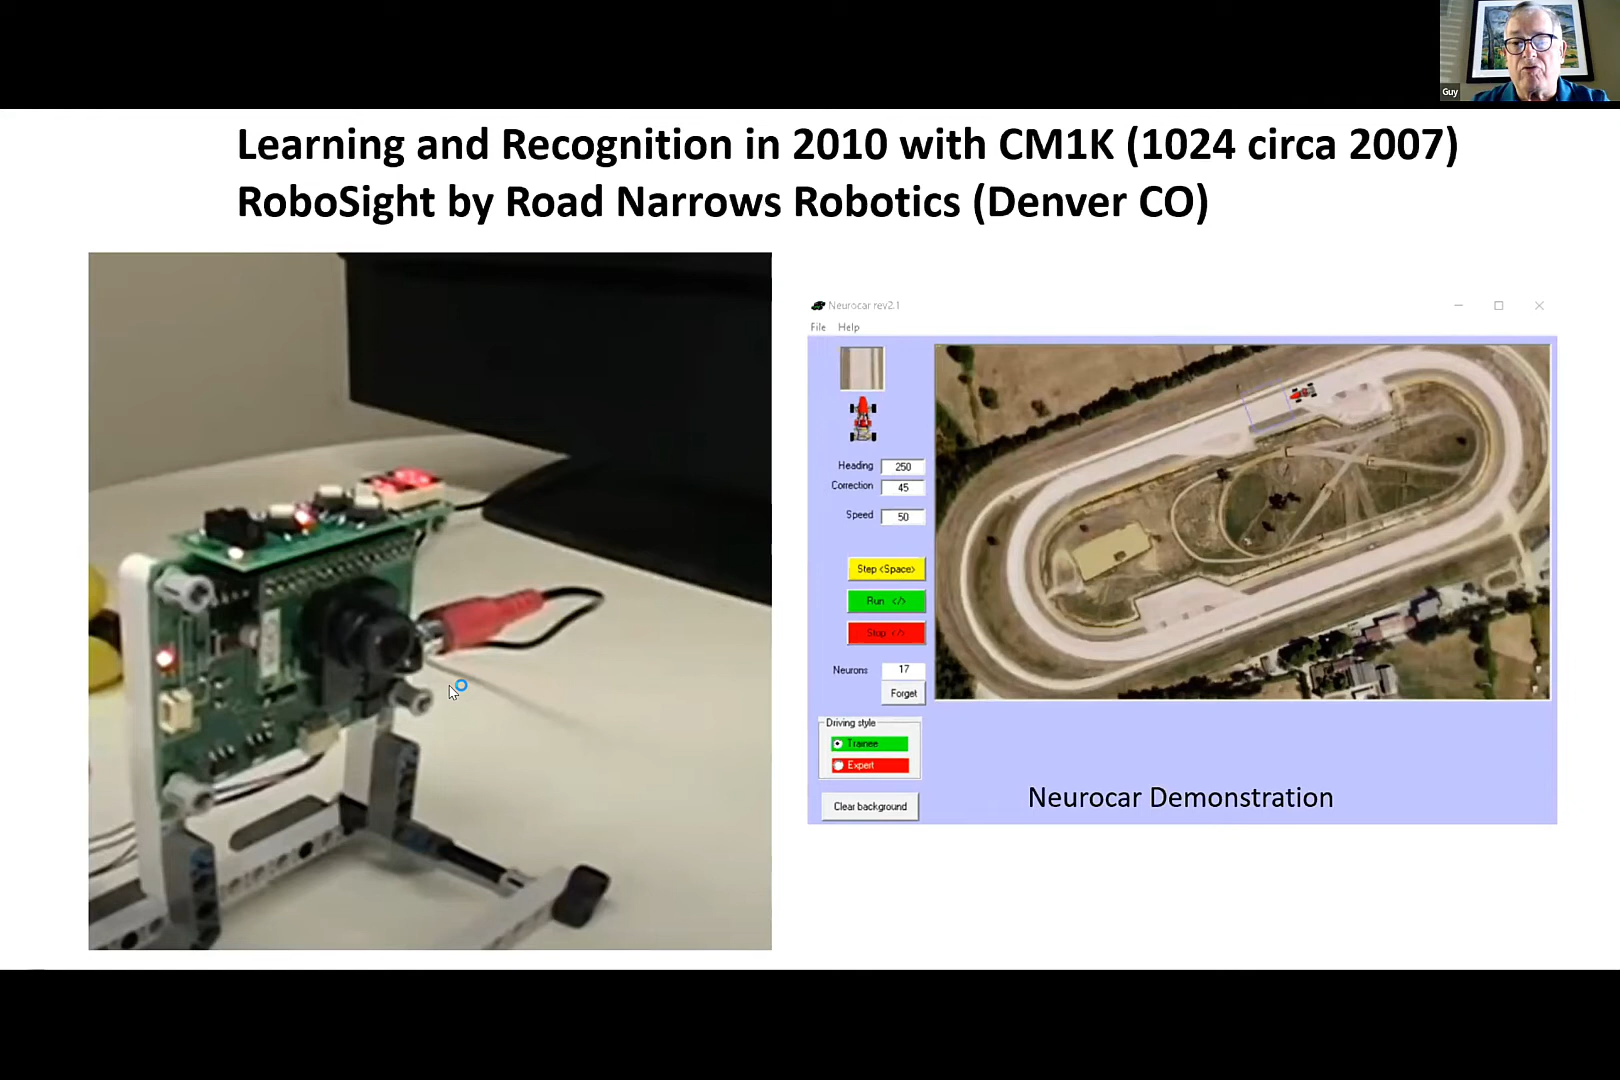 Guy
Learning and Recognition in 2010 with CM1K (1024 circa 2007)
RoboSight by Road Narrows Robotics (Denver CO)
Neurocar rev2.1
File Help
Heading 250
Correction 45
Speed 50
Step <Space>
Run </>
Stop </>
Neurons 17
Forget
Driving style
Trainee
Expert
Clear background
Neurocar Demonstration